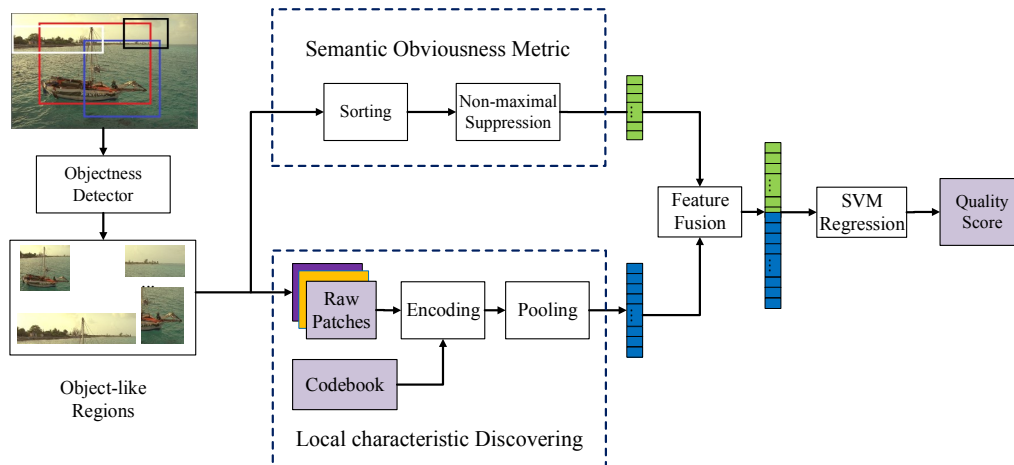 Objectness
Detector
Object-like
Regions
Semantic Obviousness Metric
Sorting
Non-maximal
Suppression
Raw
Patches
Encoding
Pooling
Codebook
Local characteristic Discovering
Feature
Fusion
SVM
Regression
Quality
Score